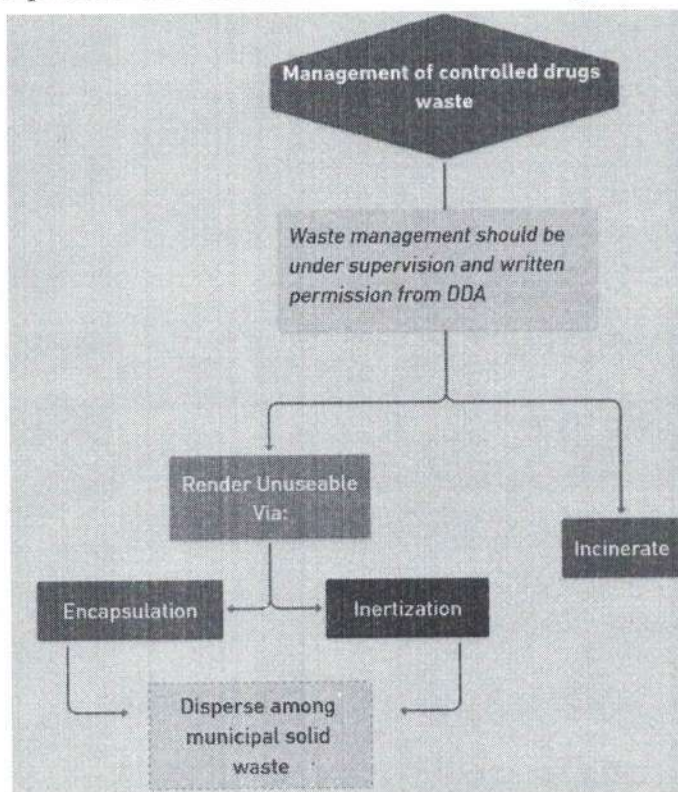 Management of controlled drugs
waste
Waste management should be
under supervision and written
permission from DDA
Render Unuseable
Via:
Incinerate
Encapsulation
Inertization
Disperse among
municipal solid
waste